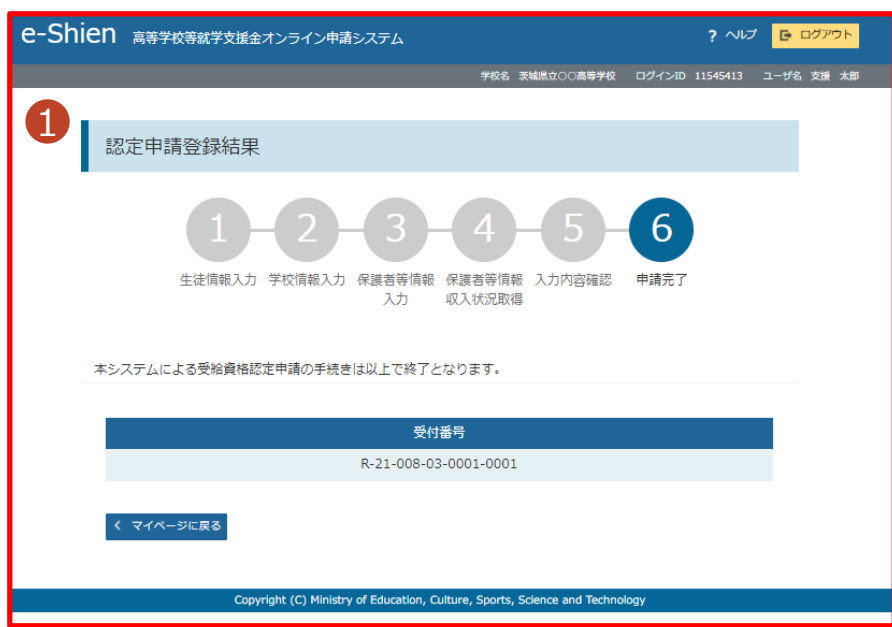 e-Shien 高等学校等就学支援金オンライン申請システム ? ヘルプ ログアウト
学校名 茨城県立○○高等学校 ログインID 11545413 ユーザ名 支援 太郎
1
認定申請登録結果
1 2 3 4 5 6
生徒情報入力 学校情報入力 保護者等情報 保護者等情報 入力内容確認 申請完了
入力 収入状況取得
本システムによる受給資格認定申請の手続きは以上で終了となります。
受付番号
R-21-008-03-0001-0001
マイページに戻る
Copyright (C) Ministry of Education, Culture, Sports, Science and Technology